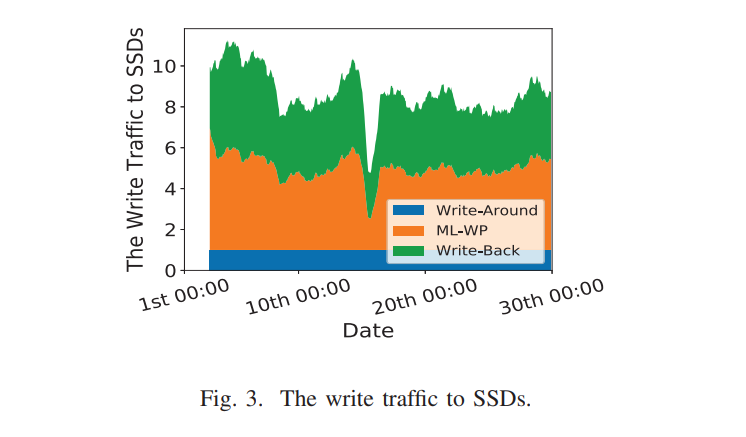 The Write Traffic to SSDs
10
8
6
4
2
0
Write-Around
ML-WP
Write-Back
1st 00:00
10th 00:00
20th 00:00
30th 00:00
Date
Fig. 3. The write traffic to SSDs.